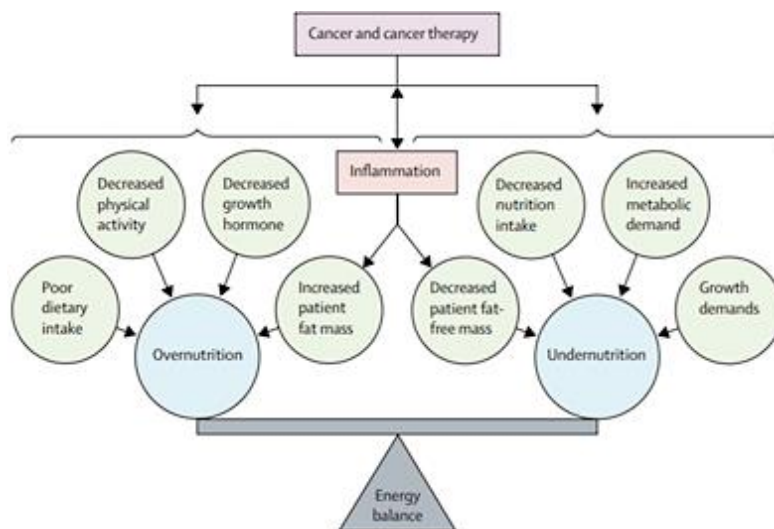 Cancer and cancer therapy
Inflammation
Decreased
physical
activity
Decreased
growth
hormone
Decreased
nutrition
intake
Increased
metabolic
demand
Poor
dietary
intake
Increased
patient
fat mass
Decreased
patient fat-
free mass
Growth
demands
Overnutrition
Undernutrition
Energy
balance